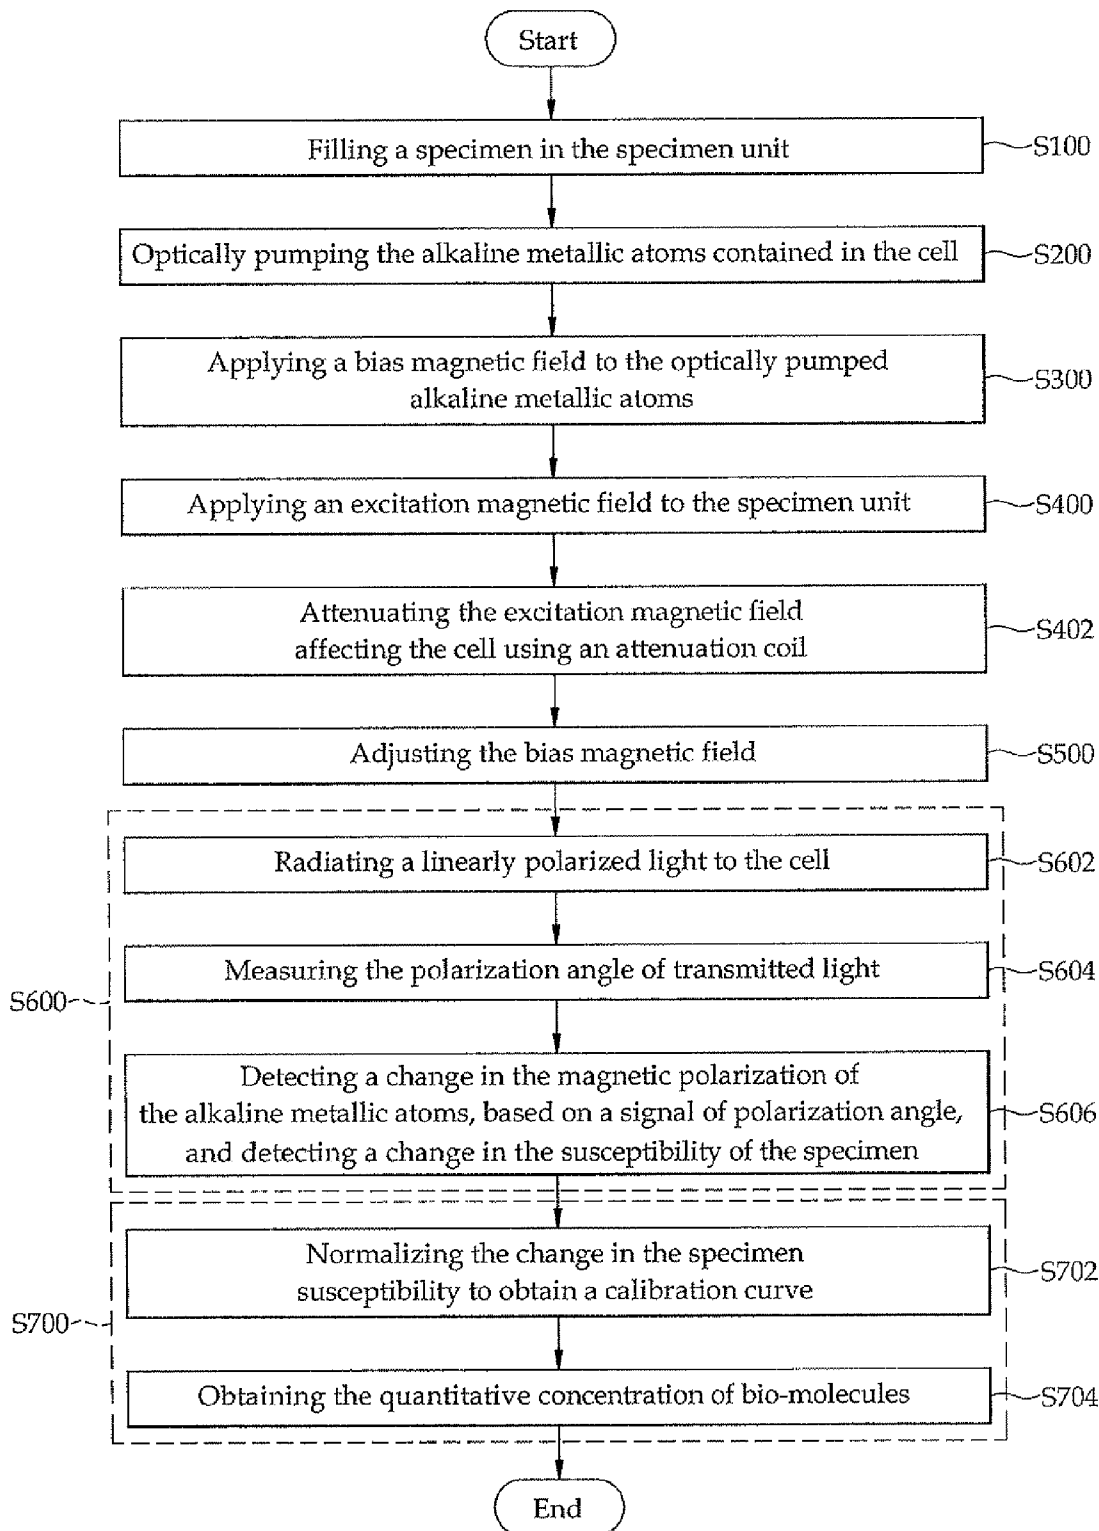 Start
Filling a specimen in the specimen unit
S100
Optically pumping the alkaline metallic atoms contained in the cell
S200
Applying a bias magnetic field to the optically pumped
alkaline metallic atoms
S300
Applying an excitation magnetic field to the specimen unit
S400
Attenuating the excitation magnetic field
affecting the cell using an attenuation coil
S402
Adjusting the bias magnetic field
S500
Radiating a linearly polarized light to the cell
S602
Measuring the polarization angle of transmitted light
S604
S600
Detecting a change in the magnetic polarization of
the alkaline metallic atoms, based on a signal of polarization angle,
and detecting a change in the susceptibility of the specimen
S606
Normalizing the change in the specimen
susceptibility to obtain a calibration curve
S702
S700
Obtaining the quantitative concentration of bio-molecules
S704
End